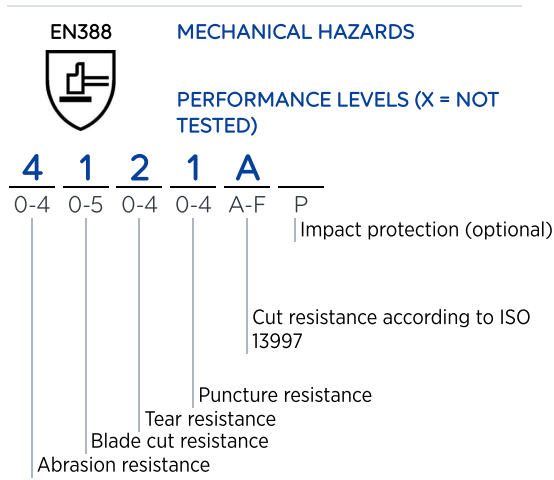 EN388
MECHANICAL HAZARDS
PERFORMANCE LEVELS (X = NOT
TESTED)
4 1 2 1 A
0-4 0-5 0-4 0-4 A-F P
Impact protection (optional)
Cut resistance according to ISO
13997
Puncture resistance
Tear resistance
Blade cut resistance
Abrasion resistance